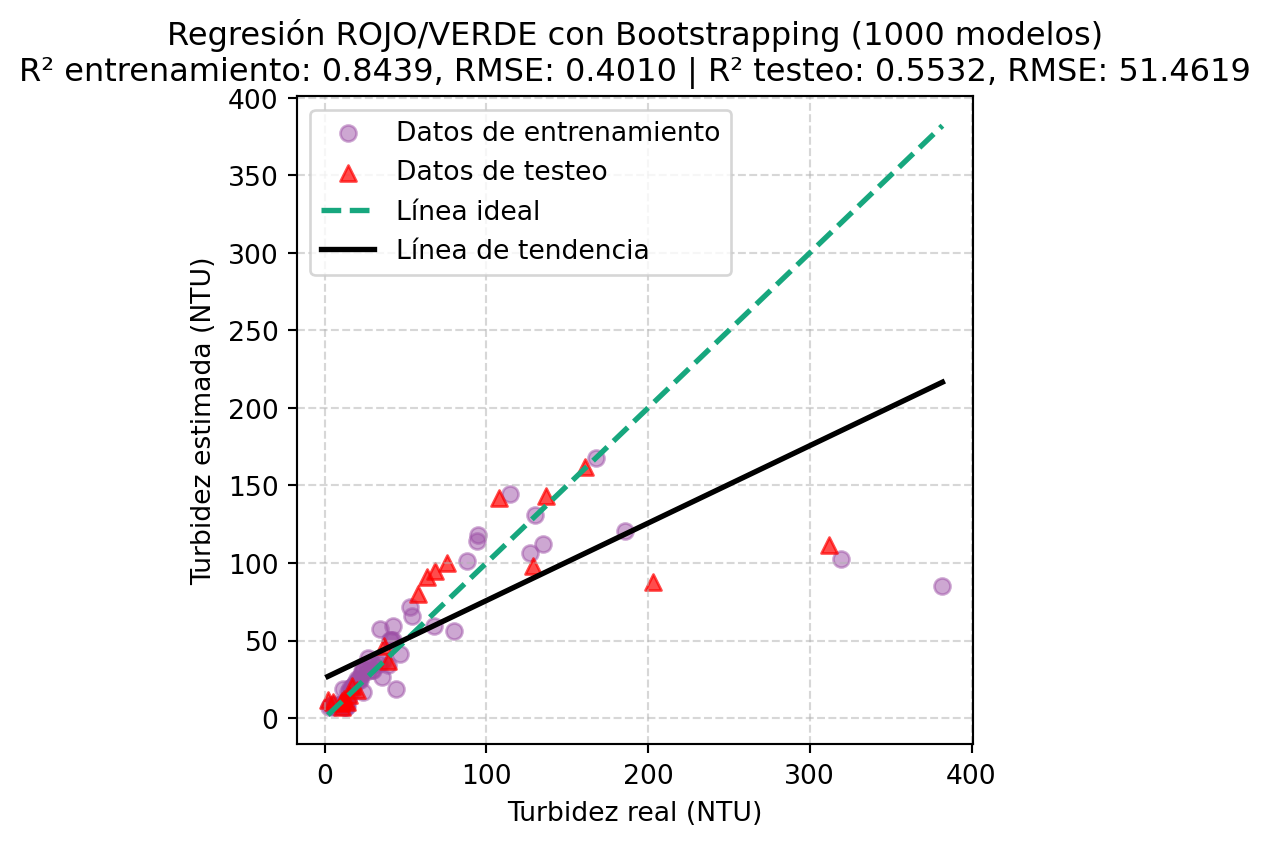 Regresión ROJO/VERDE con Bootstrapping (1000 modelos)
R² entrenamiento: 0.8439, RMSE: 0.4010 | R² testeo: 0.5532, RMSE: 51.4619
Datos de entrenamiento
Datos de testeo
Línea ideal
Línea de tendencia
Turbidez estimada (NTU)
400
350
300
250
200
150
100
50
0
0 100 200 300 400
Turbidez real (NTU)